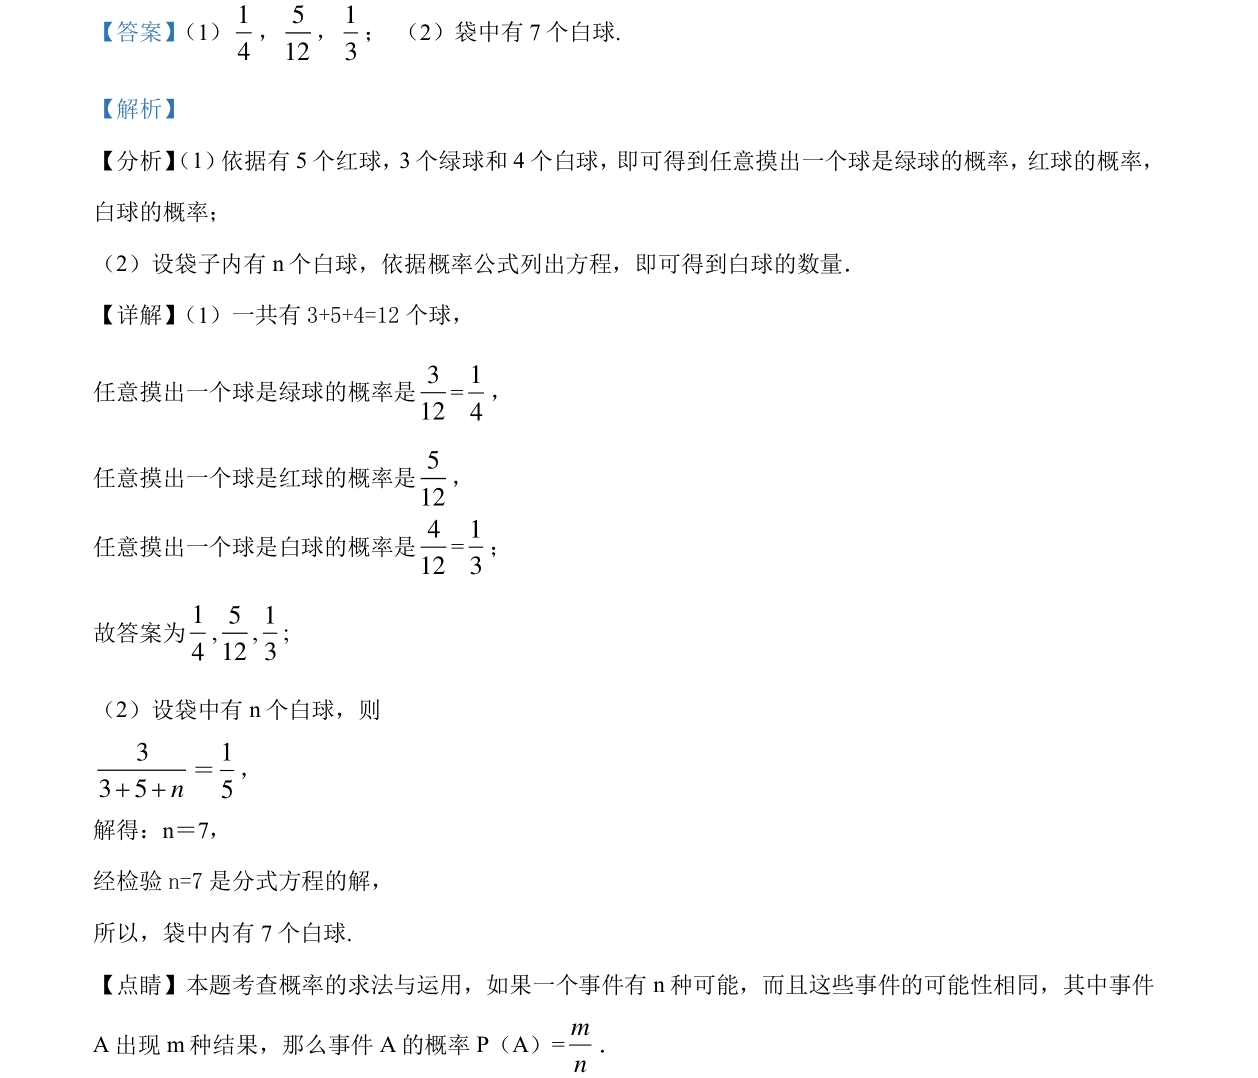 【答案】（1）1/4，5/12，1/3；（2）袋中有 7 个白球.
【解析】
【分析】（1）依据有 5 个红球，3 个绿球和 4 个白球，即可得到任意摸出一个球是绿球的概率，红球的概率，
白球的概率；
（2）设袋子内有 n 个白球，依据概率公式列出方程，即可得到白球的数量．
【详解】（1）一共有 3+5+4=12 个球，
任意摸出一个球是绿球的概率是 3/12=1/4，
任意摸出一个球是红球的概率是 5/12，
任意摸出一个球是白球的概率是 4/12=1/3；
故答案为 1/4,5/12,1/3;
（2）设袋中有 n 个白球，则
3/(3+5+n)＝1/5，
解得：n＝7，
经检验 n=7 是分式方程的解，
所以，袋中内有 7 个白球.
【点睛】本题考查概率的求法与运用，如果一个事件有 n 种可能，而且这些事件的可能性相同，其中事件
A 出现 m 种结果，那么事件 A 的概率 P（A）=m/n．